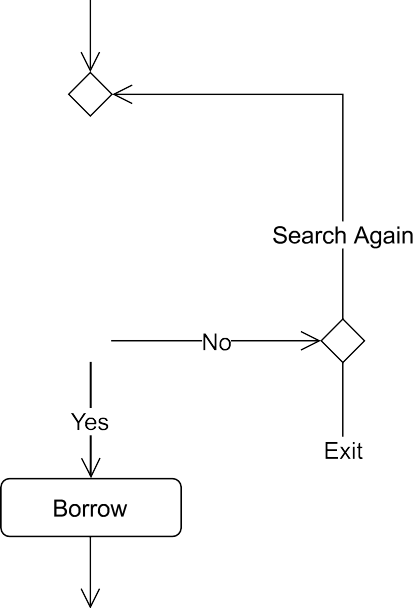 Search Again
No
Yes
Exit
Borrow